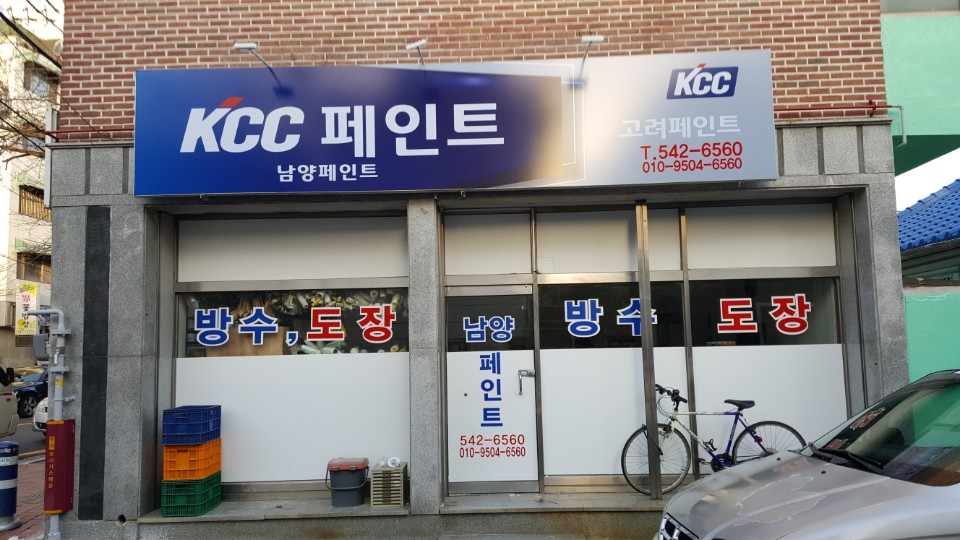 KCC 페인트
남양페인트
KCC
고려페인트
T.542-6560
010-9504-6560
방수, 도장
남양
페
인
트
542-6560
010-9504-6560
방수 도장